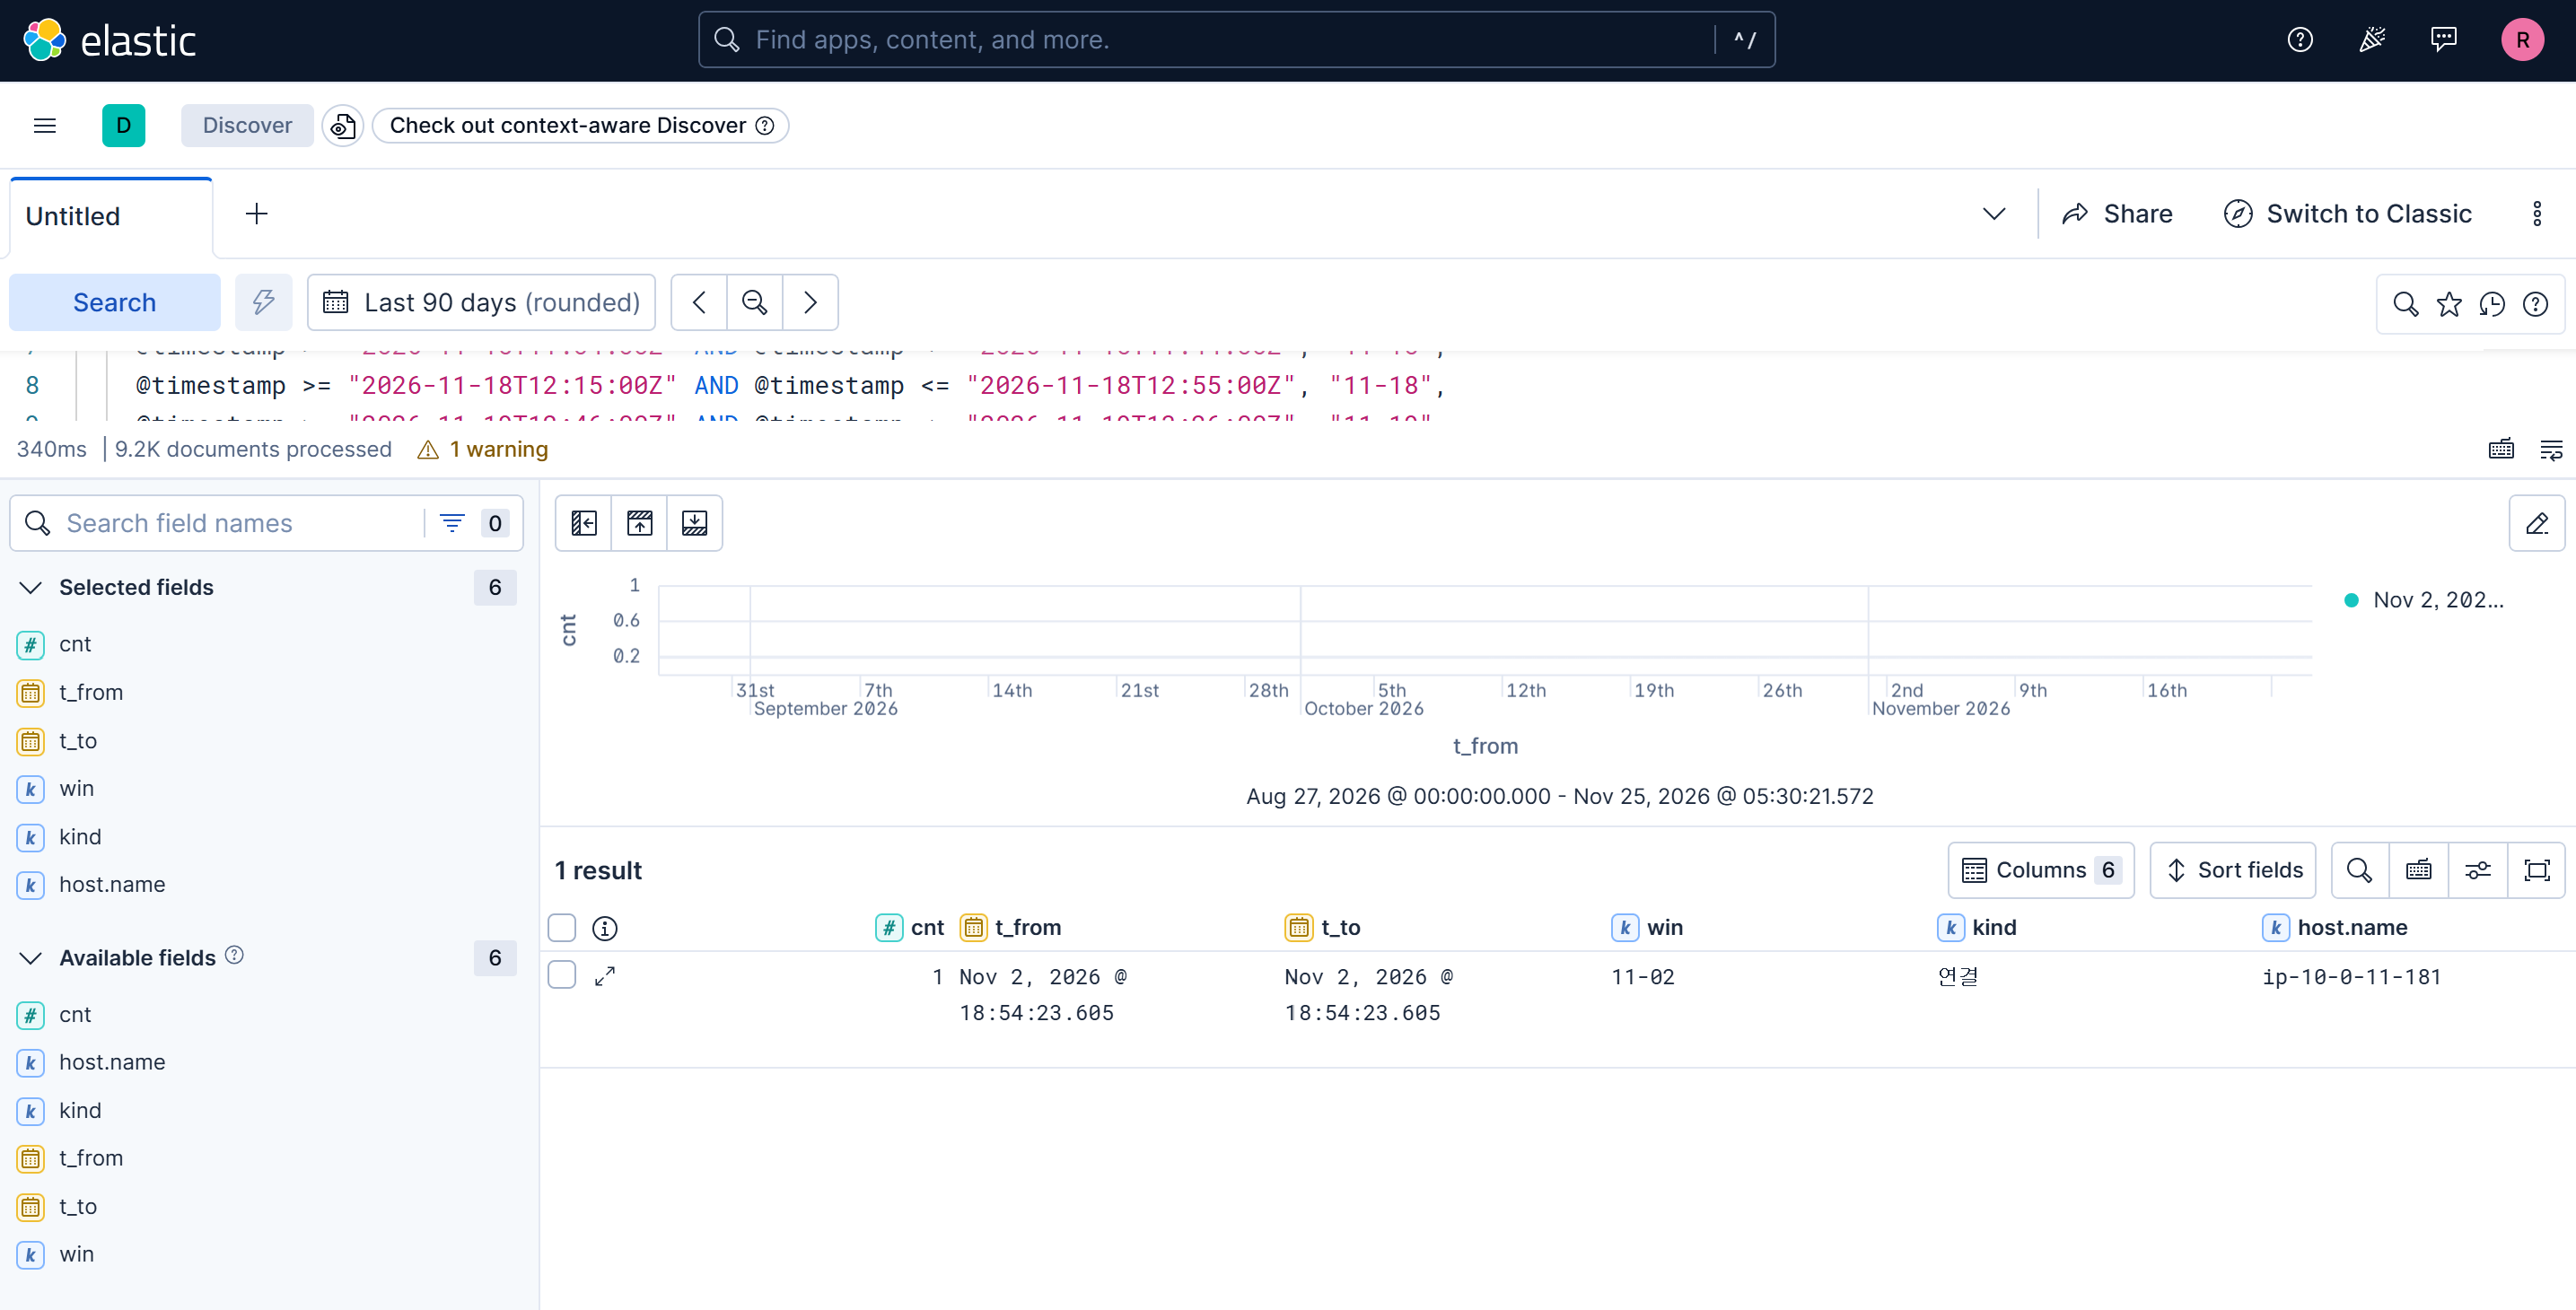 elastic
Find apps, content, and more.
^ /
R
D
Discover
Check out context-aware Discover
Untitled
Share
Switch to Classic
Search
Last 90 days (rounded)
8 @timestamp >= "2026-11-18T12:15:00Z" AND @timestamp <= "2026-11-18T12:55:00Z", "11-18",
340ms
9.2K documents processed
1 warning
Search field names
0
Selected fields
6
# cnt
t_from
t_to
k win
k kind
k host.name
Available fields
6
# cnt
k host.name
k kind
t_from
t_to
k win
cnt
1
0.6
0.2
31st
7th
14th
21st
28th
5th
12th
19th
26th
2nd
9th
16th
September 2026
October 2026
November 2026
t_from
Nov 2, 202...
Aug 27, 2026 @ 00:00:00.000 - Nov 25, 2026 @ 05:30:21.572
1 result
Columns 6
Sort fields
# cnt
t_from
t_to
k win
k kind
k host.name
1
Nov 2, 2026 @
18:54:23.605
Nov 2, 2026 @
18:54:23.605
11-02
연결
ip-10-0-11-181